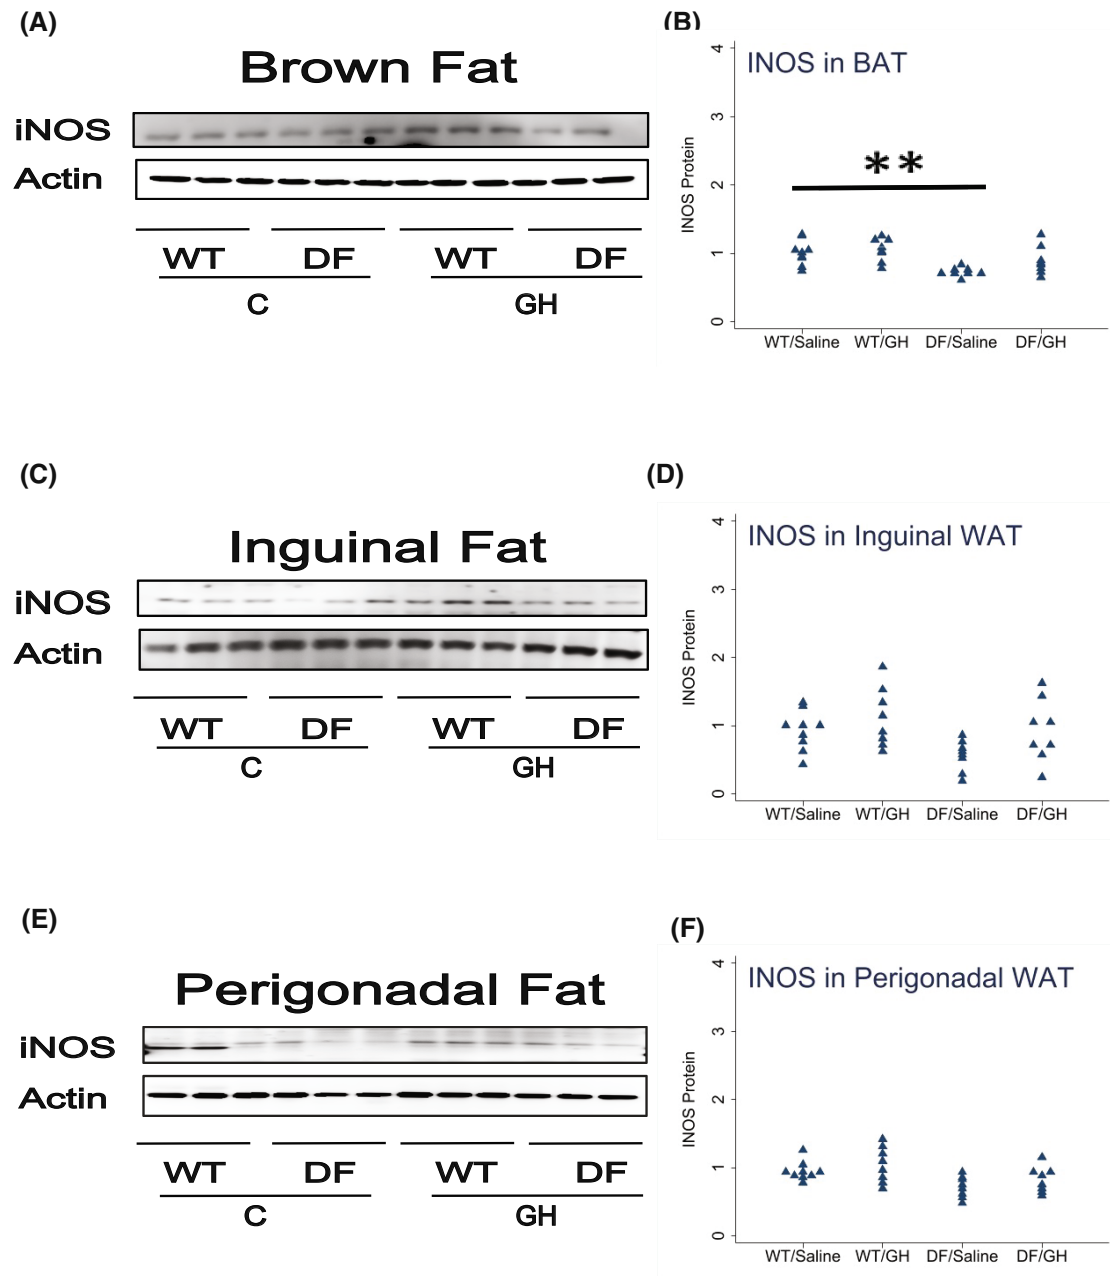 (A)
Brown Fat
iNOS
Actin
WT DF WT DF
C GH
(B)
INOS in BAT
INOS Protein
4
3
2
1
0
**
WT/Saline WT/GH DF/Saline DF/GH
(C)
Inguinal Fat
iNOS
Actin
WT DF WT DF
C GH
(D)
INOS in Inguinal WAT
INOS Protein
4
3
2
1
0
WT/Saline WT/GH DF/Saline DF/GH
(E)
Perigonadal Fat
iNOS
Actin
WT DF WT DF
C GH
(F)
INOS in Perigonadal WAT
INOS Protein
4
3
2
1
0
WT/Saline WT/GH DF/Saline DF/GH